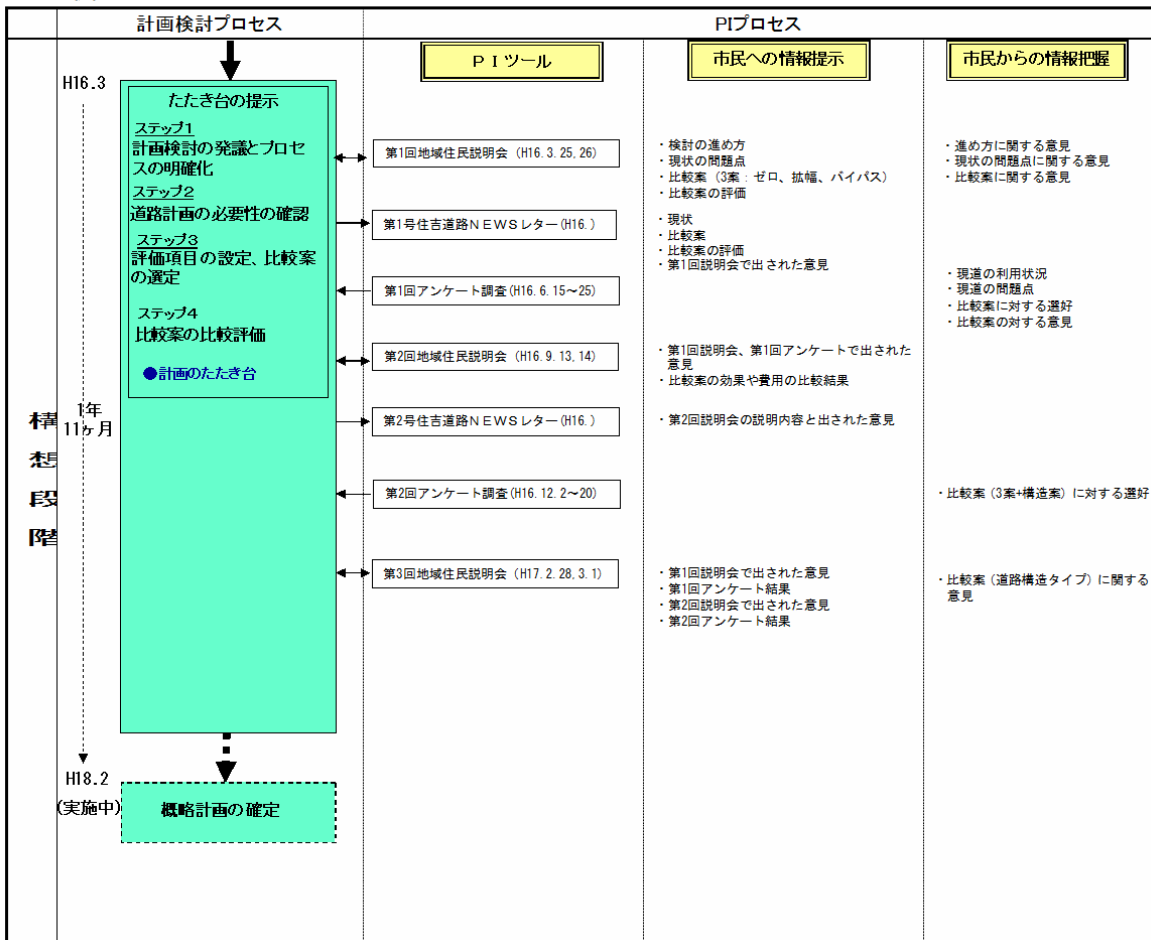 計画検討プロセス
PIプロセス
PIツール
市民への情報提示
市民からの情報把握
構想段階
H16.3
1年
11ヶ月
H18.2
(実施中)
たたき台の提示
ステップ1
計画検討の発議とプロセ
スの明確化
ステップ2
道路計画の必要性の確認
ステップ3
評価項目の設定、比較案
の選定
ステップ4
比較案の比較評価
●計画のたたき台
概略計画の確定
第1回地域住民説明会 (H16.3.25,26)
・検討の進め方
・現状の問題点
・比較案 (3案:ゼロ、拡幅、バイパス)
・比較案の評価
・進め方に関する意見
・現状の問題点に関する意見
・比較案に関する意見
第1号住吉道路NEWSレター(H16.)
・現状
・比較案
・比較案の評価
・第1回説明会で出された意見
第1回アンケート調査(H16.6.15~25)
・現道の利用状況
・現道の問題点
・比較案に対する選好
・比較案の対する意見
第2回地域住民説明会 (H16.9.13,14)
・第1回説明会、第1回アンケートで出された
意見
・比較案の効果や費用の比較結果
第2号住吉道路NEWSレター(H16.)
・第2回説明会の説明内容と出された意見
第2回アンケート調査(H16.12.2~20)
・比較案 (3案+構造案) に対する選好
第3回地域住民説明会 (H17.2.28,3.1)
・第1回説明会で出された意見
・第1回アンケート結果
・第2回説明会で出された意見
・第2回アンケート結果
・比較案 (道路構造タイプ) に関する
意見